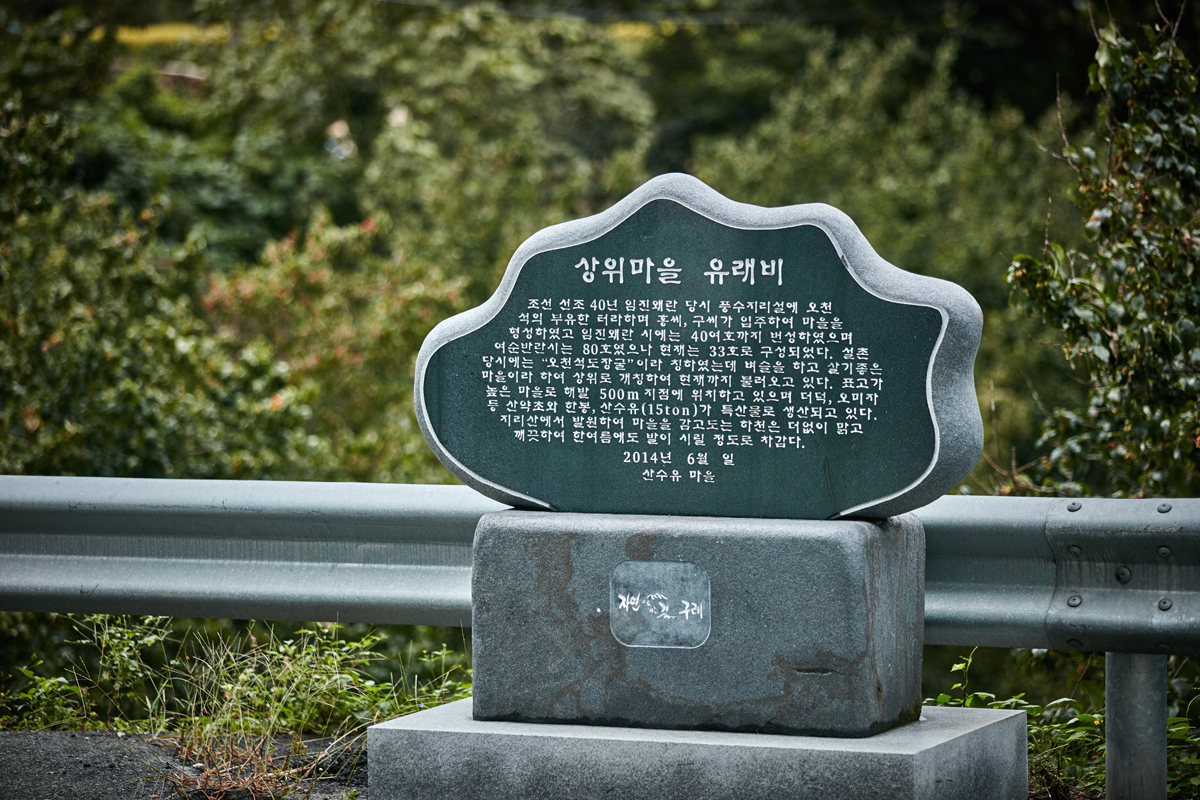 상위마을 유래비
조선 선조 40년 임진왜란 당시 풍수지리설에 오천
석의 부유한 터라하며 홍씨, 구씨가 입주하여 마을을
형성하였고 임진왜란 시에는 40여호까지 번성하였으며
여순반란시는 80호였으나 현재는 33호로 구성되었다. 설촌
당시에는 "오천석도장굴"이라 칭하였는데 벼슬을 하고 살기좋은
마을이라 하여 상위로 개칭하여 현재까지 불러오고 있다. 표고가
높은 마을로 해발 500m지점에 위치하고 있으며 더덕, 오미자
등 산약초와 한봉, 산수유(15ton)가 특산물로 생산되고 있다.
지리산에서 발원하여 마을을 감고도는 하천은 더없이 맑고
깨끗하여 한여름에도 발이 시릴 정도로 차갑다.
2014년 6월 일
산수유 마을
자연 구례